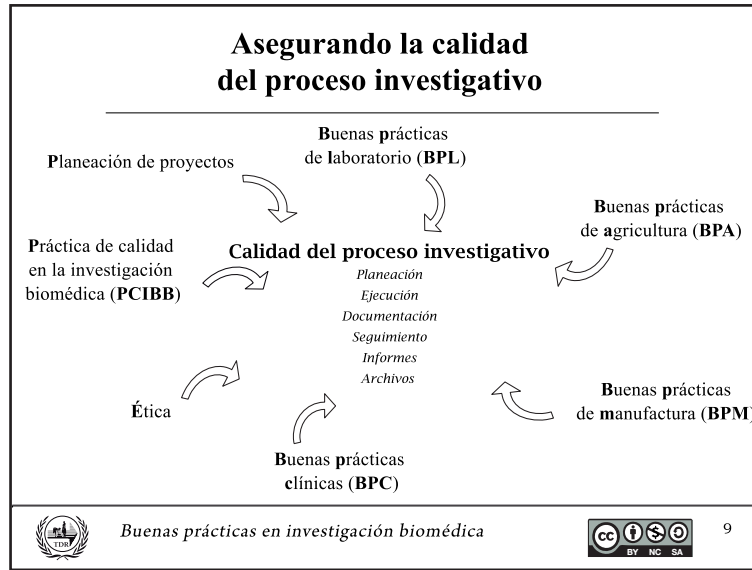 Asegurando la calidad
del proceso investigativo
Planeación de proyectos
Buenas prácticas
de laboratorio (BPL)
Buenas prácticas
de agricultura (BPA)
Práctica de calidad
en la investigación
biomédica (PCIBB)
Calidad del proceso investigativo
Planeación
Ejecución
Documentación
Seguimiento
Informes
Archivos
Ética
Buenas prácticas
de manufactura (BPM)
Buenas prácticas
clínicas (BPC)
TDR
Buenas prácticas en investigación biomédica
cc
BY NC SA
9